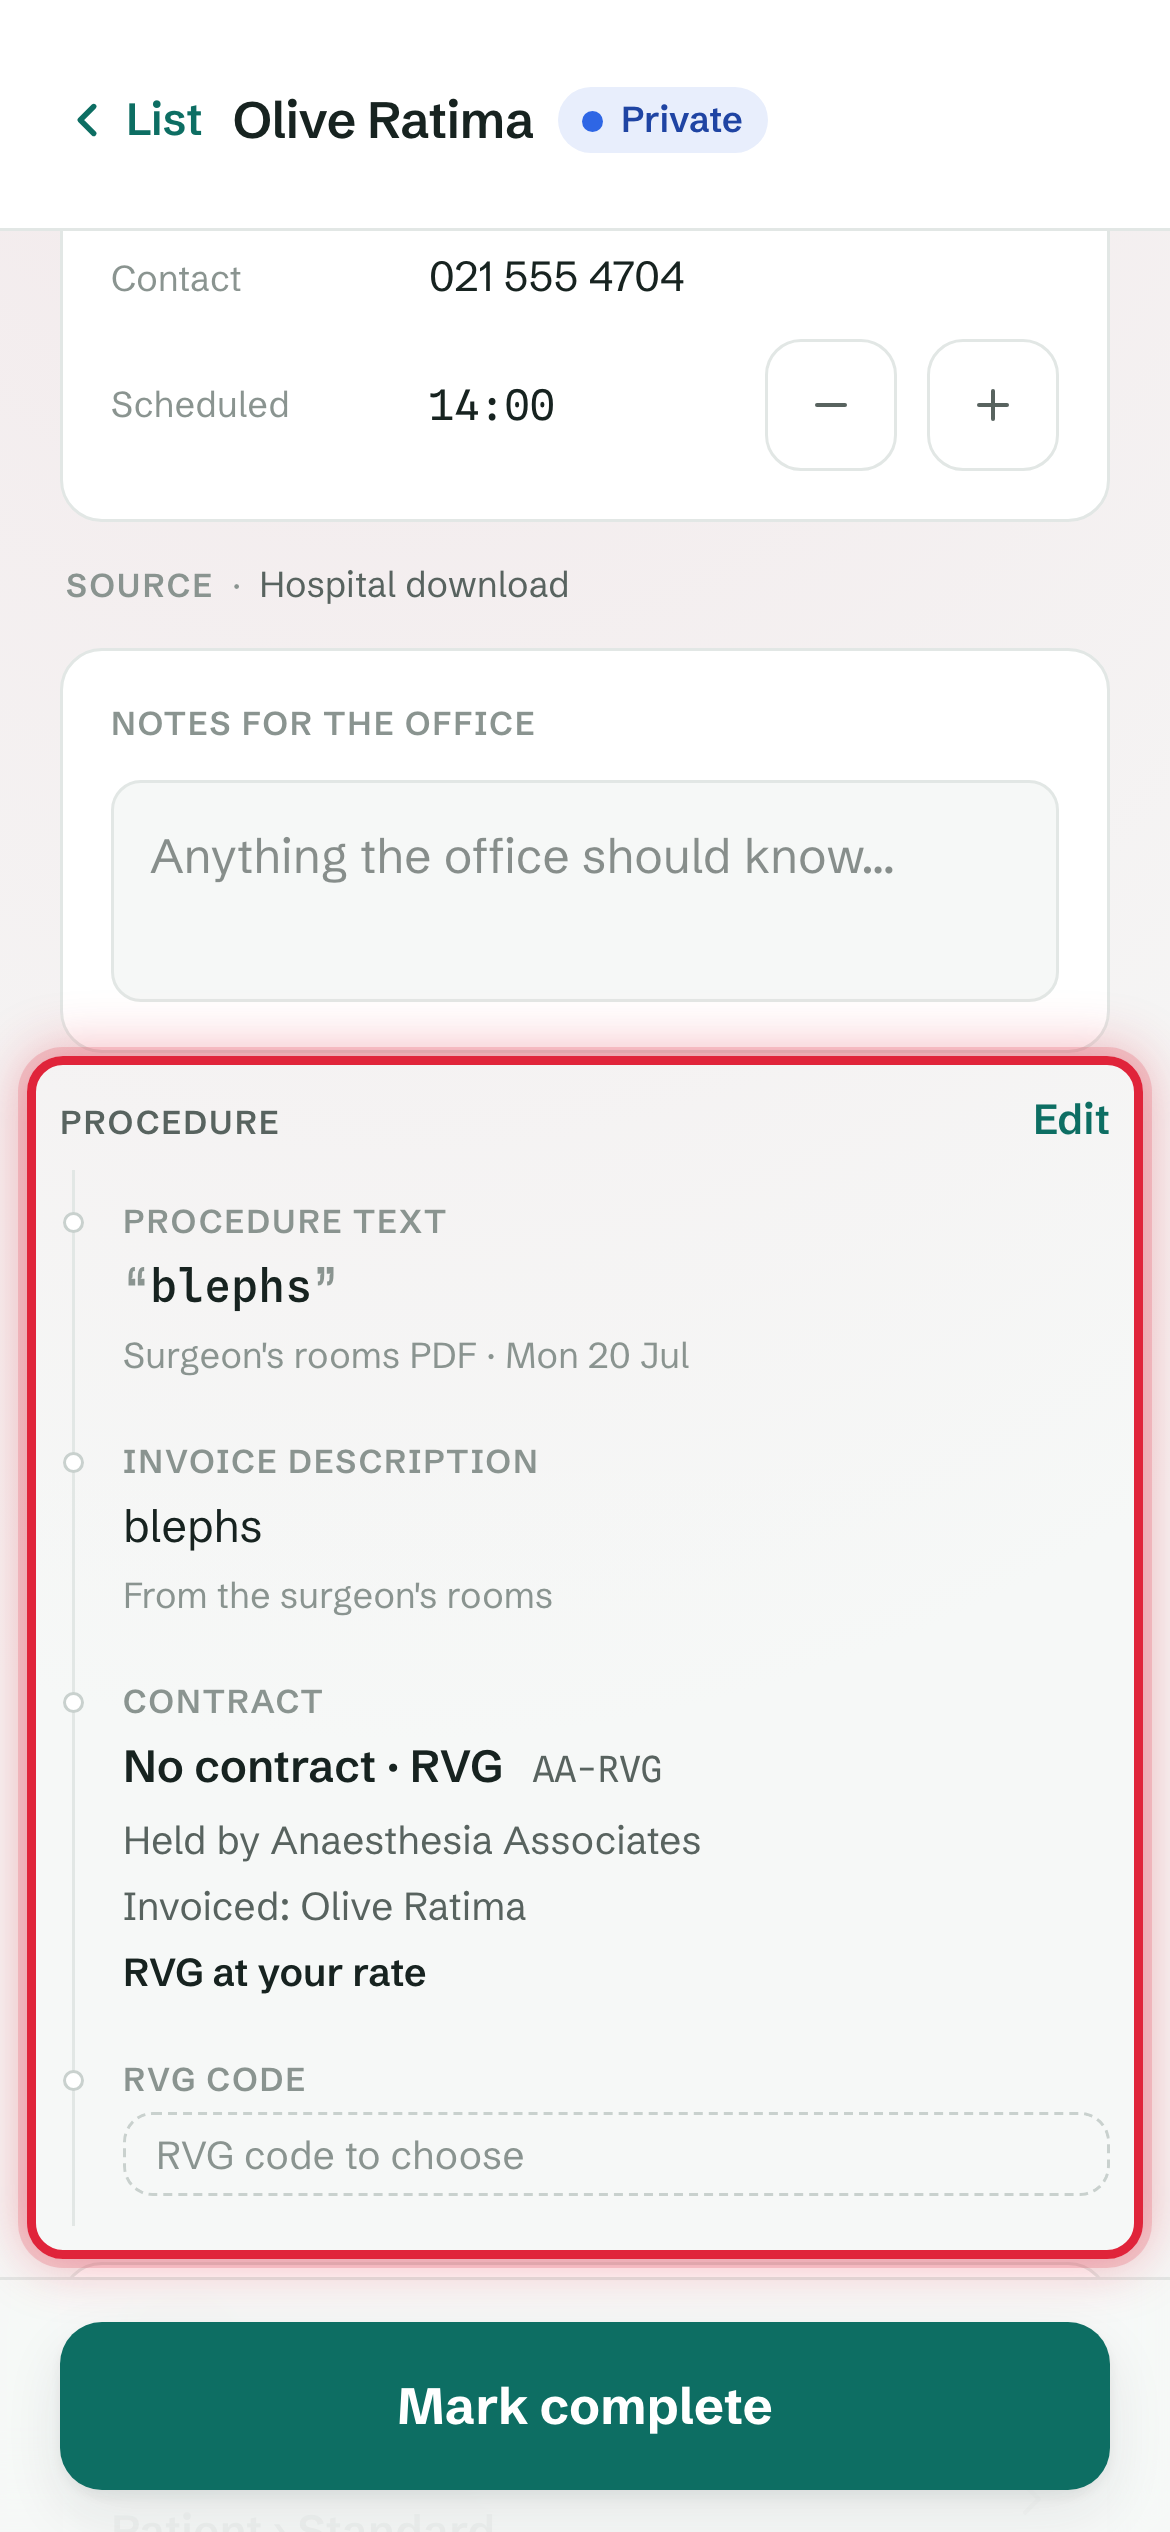 List Olive Ratima Private
Contact 021 555 4704
Scheduled 14:00 − +
SOURCE · Hospital download
NOTES FOR THE OFFICE
Anything the office should know...
PROCEDURE Edit
PROCEDURE TEXT
“blephs”
Surgeon's rooms PDF · Mon 20 Jul
INVOICE DESCRIPTION
blephs
From the surgeon's rooms
CONTRACT
No contract · RVG AA-RVG
Held by Anaesthesia Associates
Invoiced: Olive Ratima
RVG at your rate
RVG CODE
RVG code to choose
Mark complete
Patient › Standard